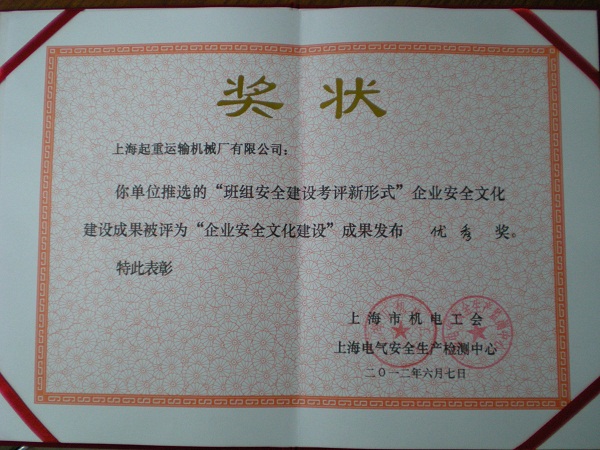 奖状
上海起重运输机械厂有限公司：
你单位推选的“班组安全建设考评新形式”企业安全文化
建设成果被评为“企业安全文化建设”成果发布 优秀 奖。
特此表彰
上海市机电工会
上海电气安全生产检测中心
二〇一二年六月七日